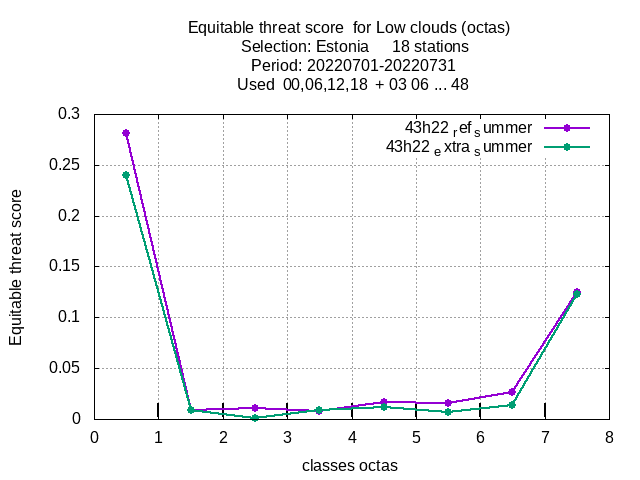 Equitable threat score  for Low clouds (octas)
Selection: Estonia     18 stations
Period: 20220701-20220731
Used  00,06,12,18  + 03 06 ... 48
43h22 ref summer
43h22 extra summer
0.3
0.25
0.2
0.15
0.1
0.05
0
Equitable threat score
0 1 2 3 4 5 6 7 8
classes octas